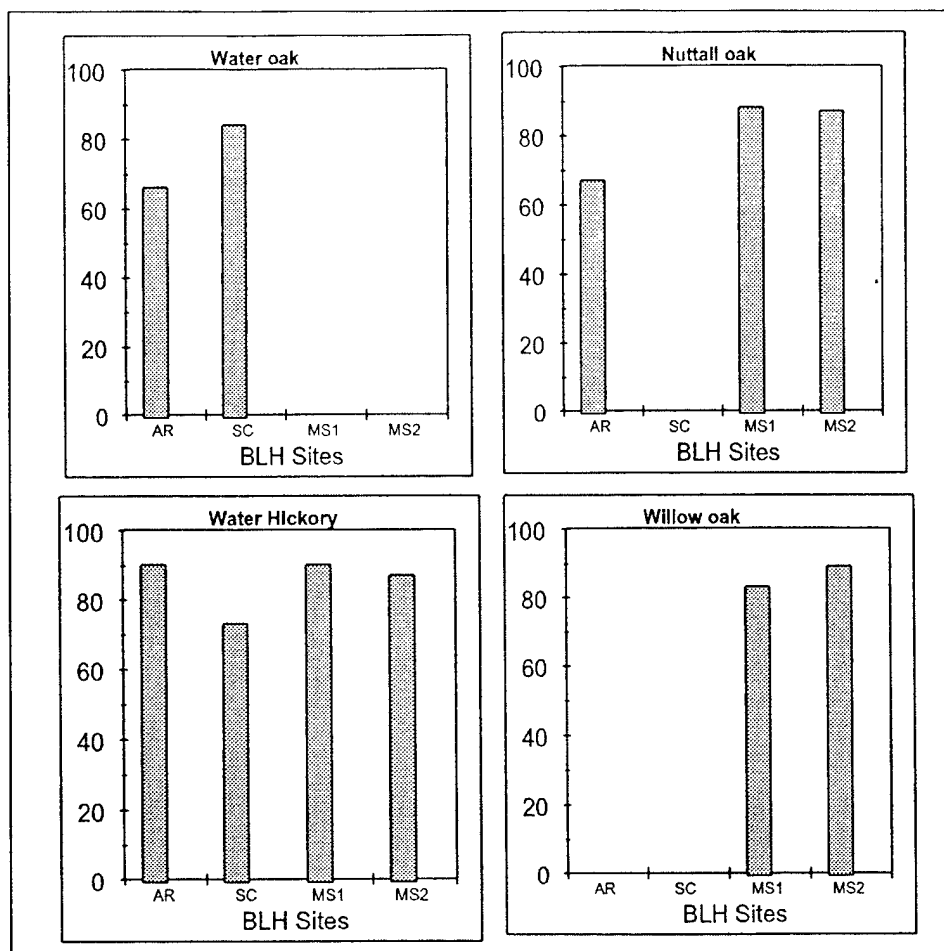 Water oak
100
80
60
40
20
0
AR SC MS1 MS2
BLH Sites
Nuttall oak
100
80
60
40
20
0
AR SC MS1 MS2
BLH Sites
Water HIckory
100
80
60
40
20
0
AR SC MS1 MS2
BLH Sites
Willow oak
100
80
60
40
20
0
AR SC MS1 MS2
BLH Sites